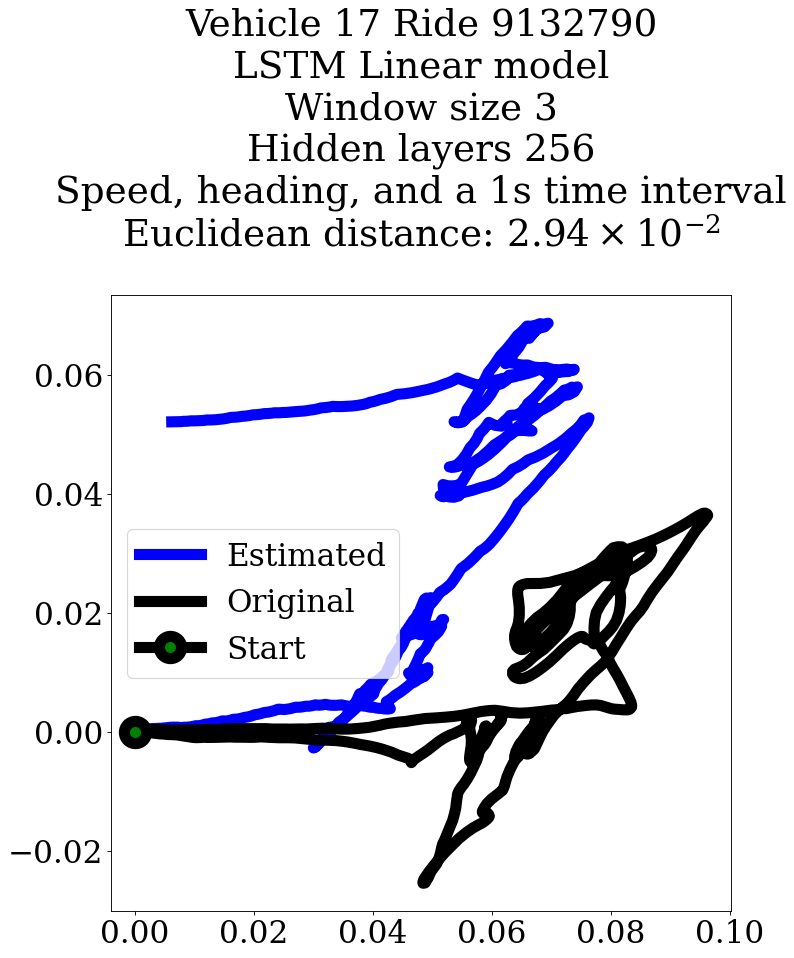 Vehicle 17 Ride 9132790
LSTM Linear model
Window size 3
Hidden layers 256
Speed, heading, and a 1s time interval
Euclidean distance: 2.94 × 10⁻²
0.06
0.04
Estimated
Original
0.02
Start
0.00
−0.02
0.00 0.02 0.04 0.06 0.08 0.10